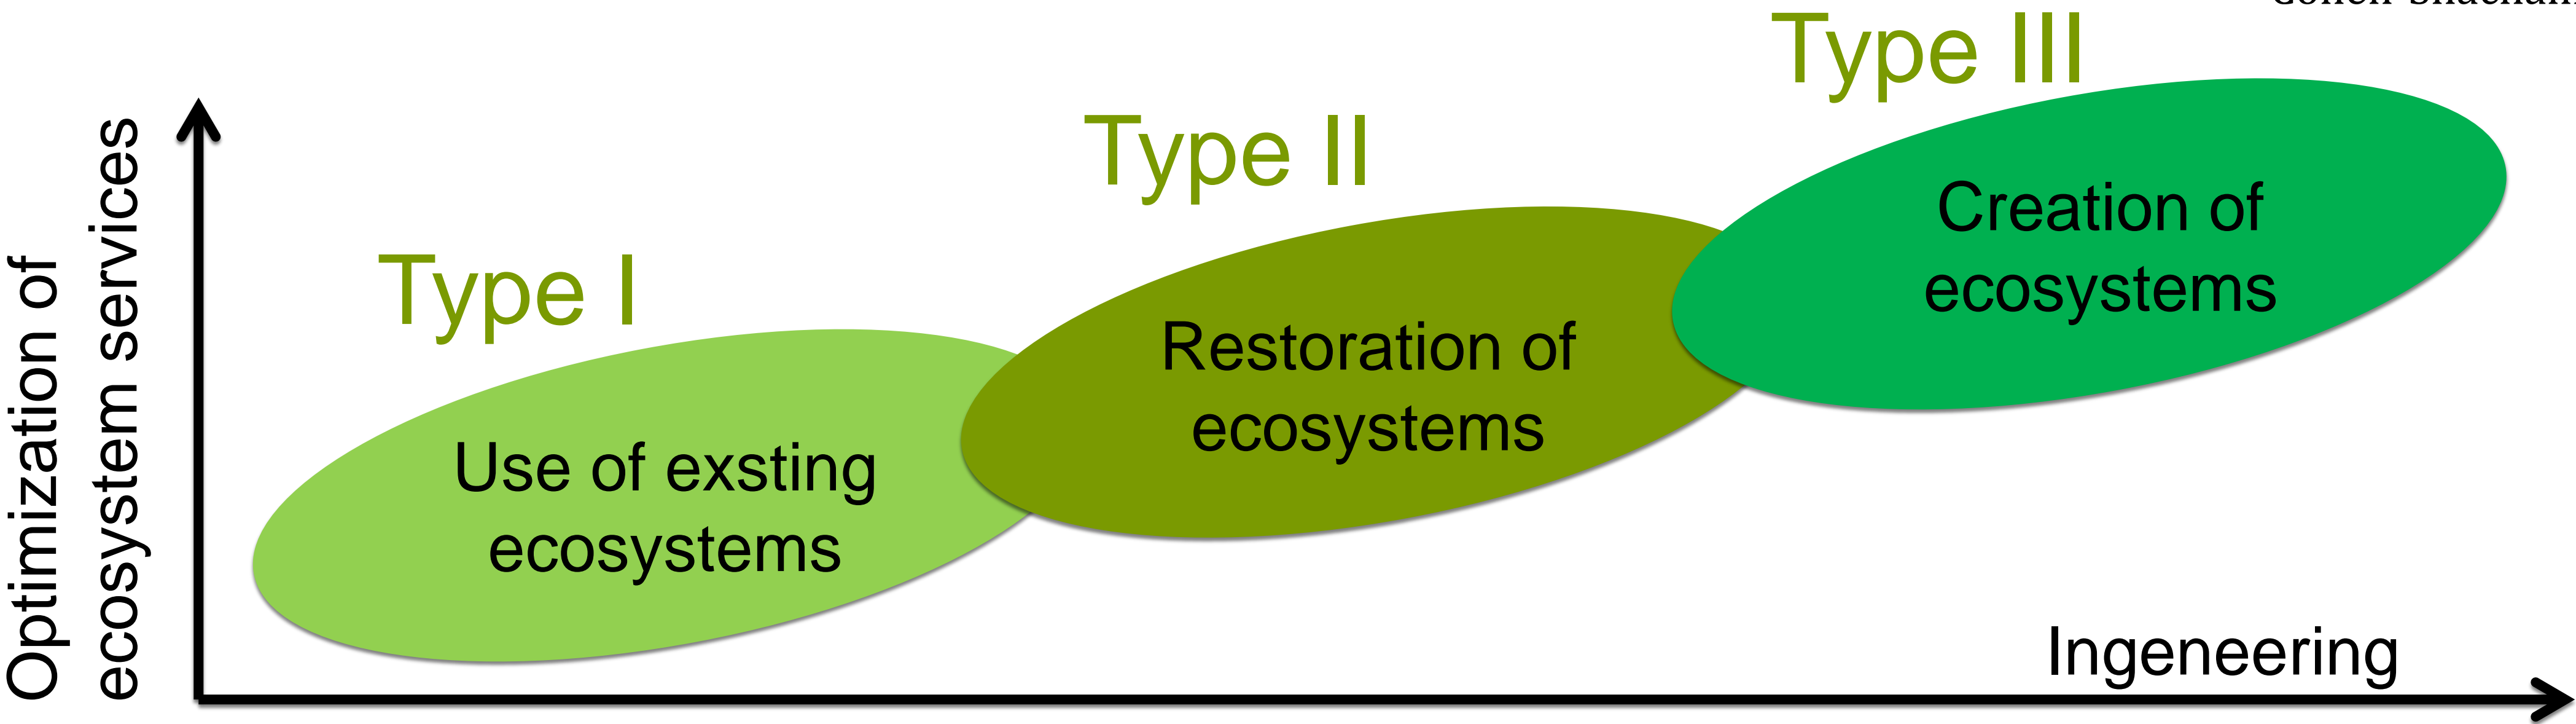 Type III
Type II
Type I
Optimization of
ecosystem services
Creation of
ecosystems
Restoration of
ecosystems
Use of exsting
ecosystems
Ingeneering